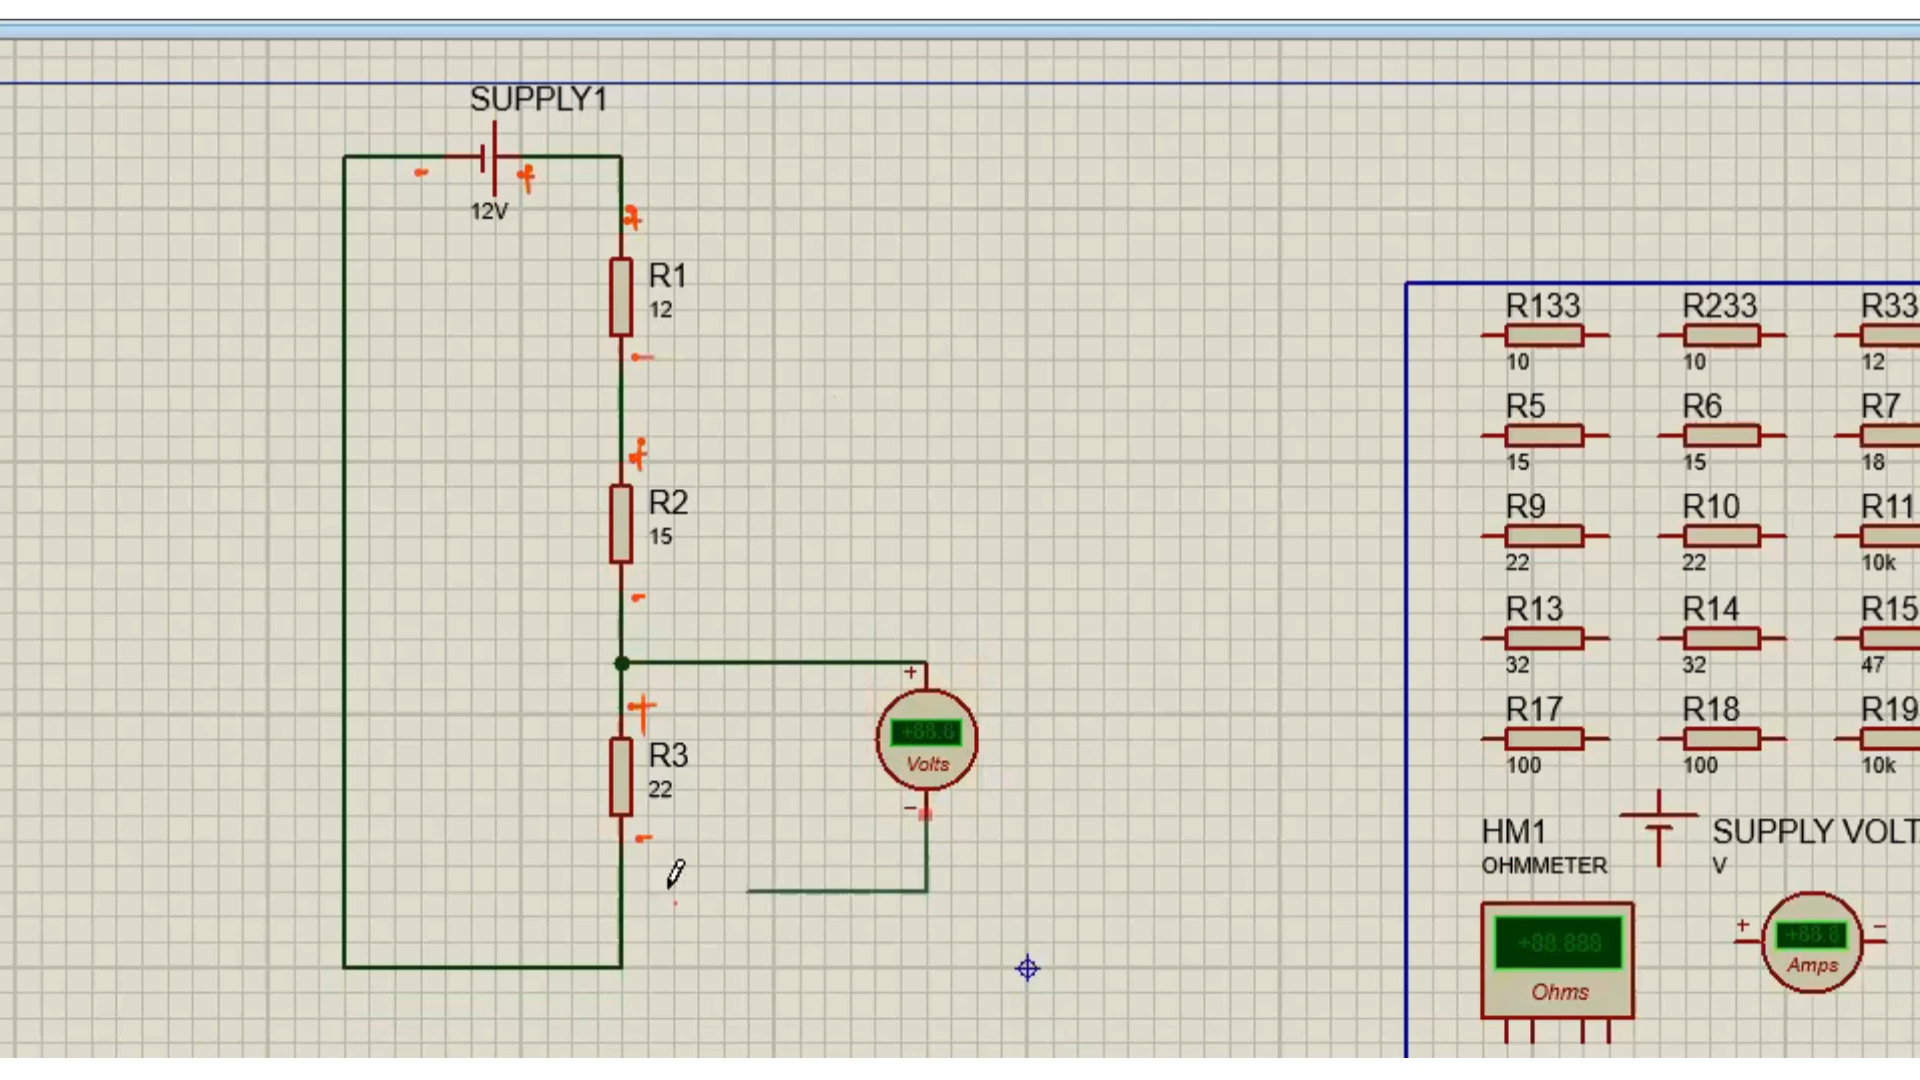 SUPPLY1
- +
12V
+
R1
12
-
+
R2
15
-
+
+
R3
22
-
+88.8
Volts
-
R133 R233 R33
10 10 12
R5 R6 R7
15 15 18
R9 R10 R11
22 22 10k
R13 R14 R15
32 32 47
R17 R18 R19
100 100 10k
HM1
OHMMETER
SUPPLY VOLT
V
+88.888
Ohms
+ -
+88.8
Amps